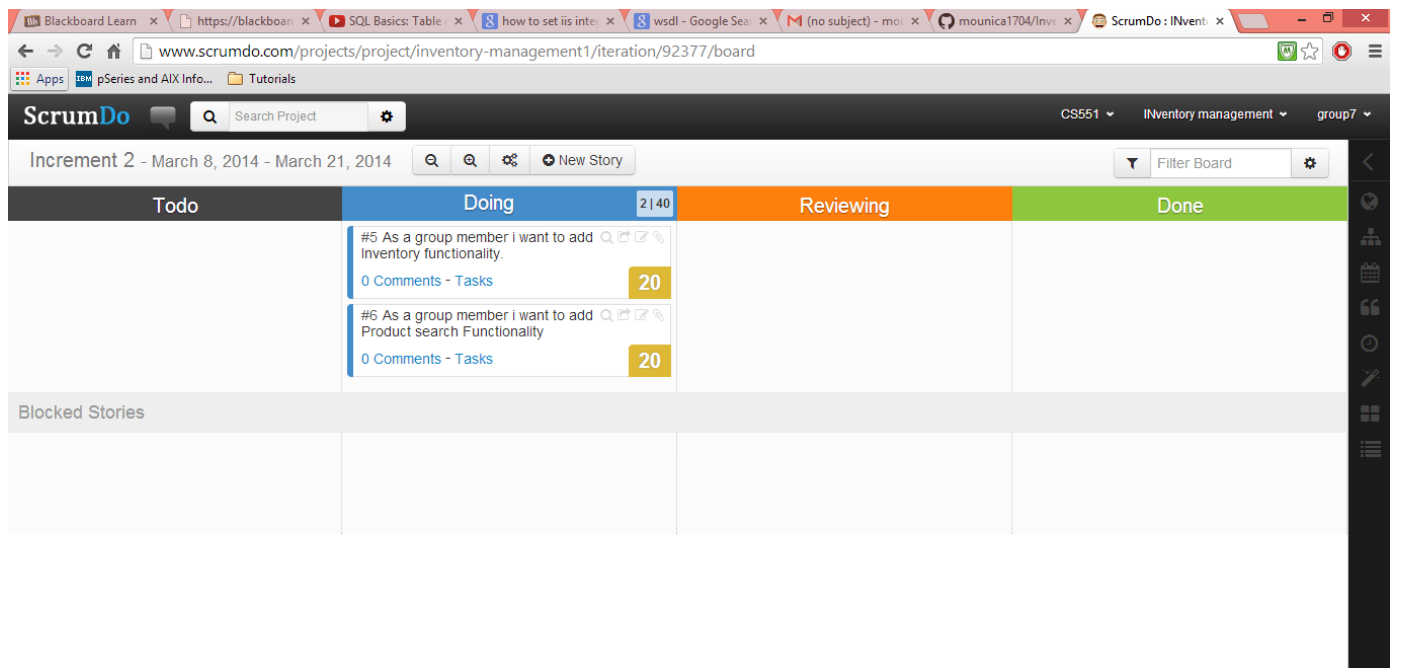 Blackboard Learn
https://blackboar
SQL Basics: Table
how to set iis inte
wsdl - Google Sea
M (no subject) - mo
mounica1704/Inve
ScrumDo : INvent
www.scrumdo.com/projects/project/inventory-management1/iteration/92377/board
Apps IBM pSeries and AIX Info... Tutorials
ScrumDo Search Project CS551 INventory management group7
Increment 2 - March 8, 2014 - March 21, 2014 New Story Filter Board
Todo Doing 2|40 Reviewing Done
#5 As a group member i want to add
Inventory functionality.
0 Comments - Tasks 20
#6 As a group member i want to add
Product search Functionality
0 Comments - Tasks 20
Blocked Stories